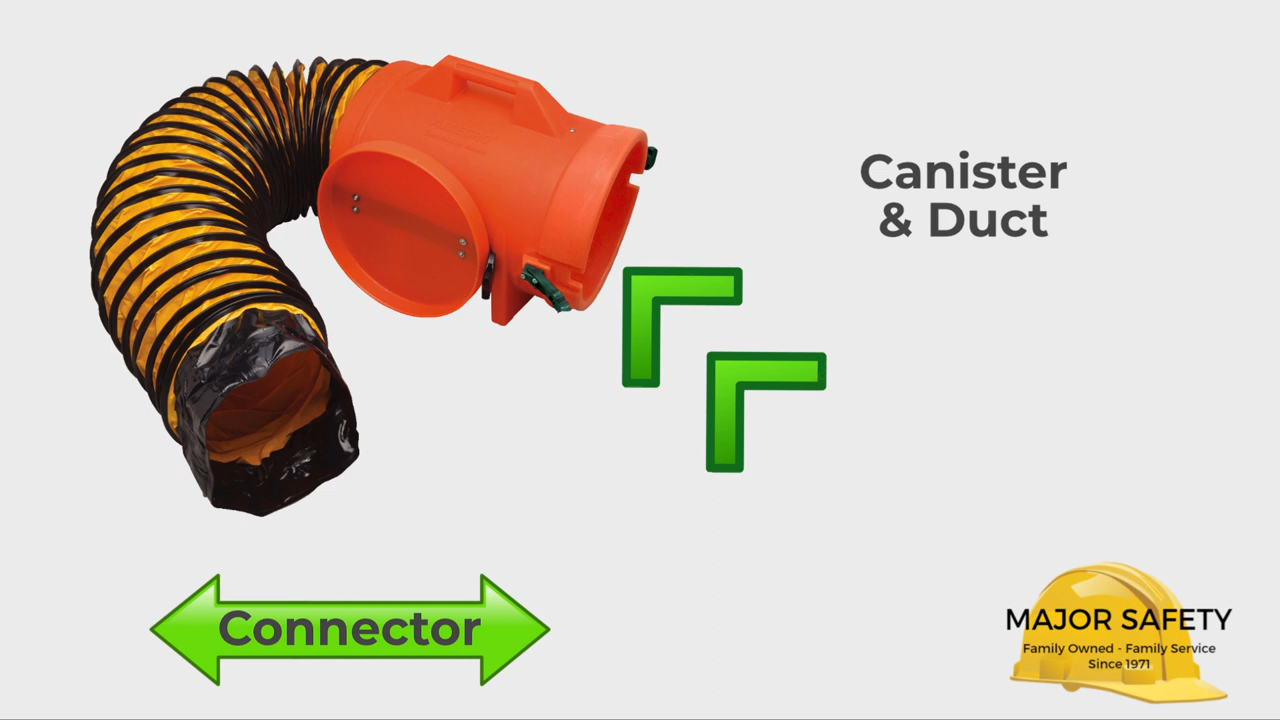 Canister
& Duct
Connector
MAJOR SAFETY
Family Owned - Family Service
Since 1971